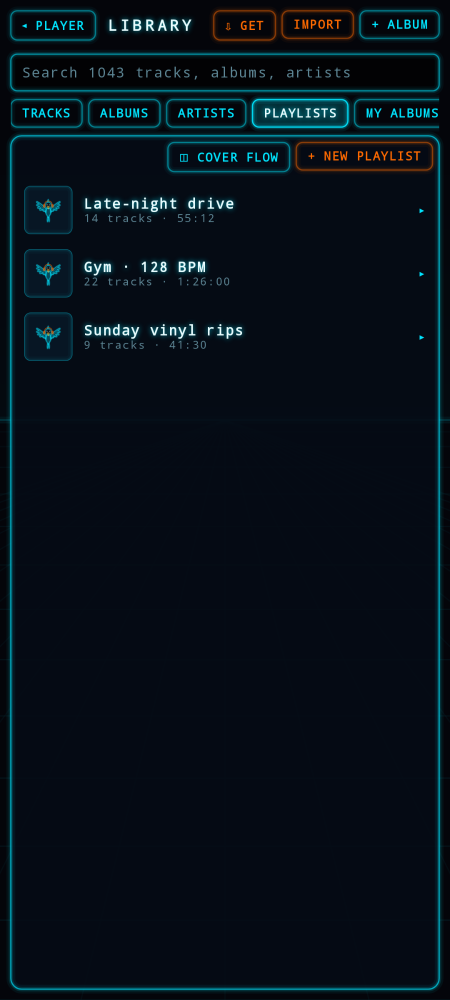 ◂ PLAYER LIBRARY ⇩ GET IMPORT + ALBUM
Search 1043 tracks, albums, artists
TRACKS ALBUMS ARTISTS PLAYLISTS MY ALBUMS
◫ COVER FLOW + NEW PLAYLIST
Late-night drive
14 tracks · 55:12
Gym · 128 BPM
22 tracks · 1:26:00
Sunday vinyl rips
9 tracks · 41:30